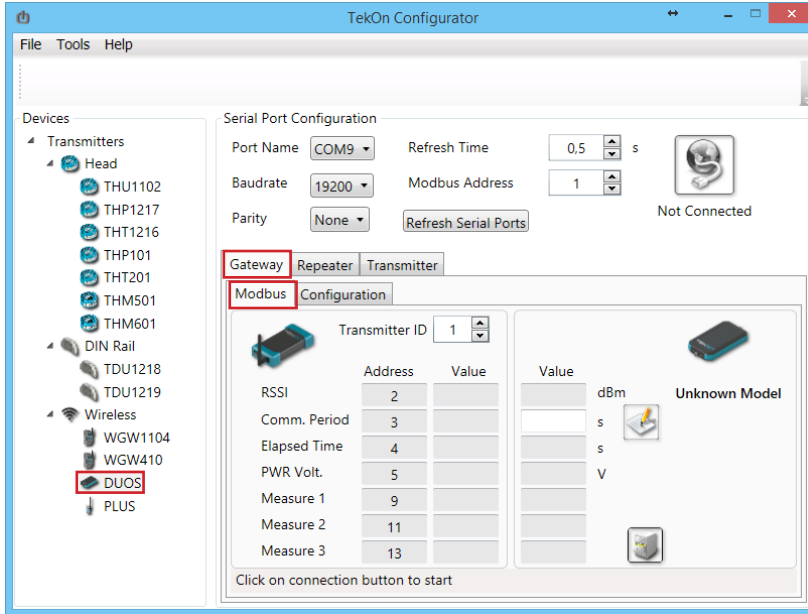 TekOn Configurator
File Tools Help
Devices
Transmitters
Head
THU1102
THP1217
THT1216
THP101
THT201
THM501
THM601
DIN Rail
TDU1218
TDU1219
Wireless
WGW1104
WGW410
DUOS
PLUS
Serial Port Configuration
Port Name COM9 Refresh Time 0,5 s
Baudrate 19200 Modbus Address 1
Parity None Refresh Serial Ports
Not Connected
Gateway Repeater Transmitter
Modbus Configuration
Transmitter ID 1
Address Value Value
RSSI 2 dBm Unknown Model
Comm. Period 3 s
Elapsed Time 4 s
PWR Volt. 5 V
Measure 1 9
Measure 2 11
Measure 3 13
Click on connection button to start